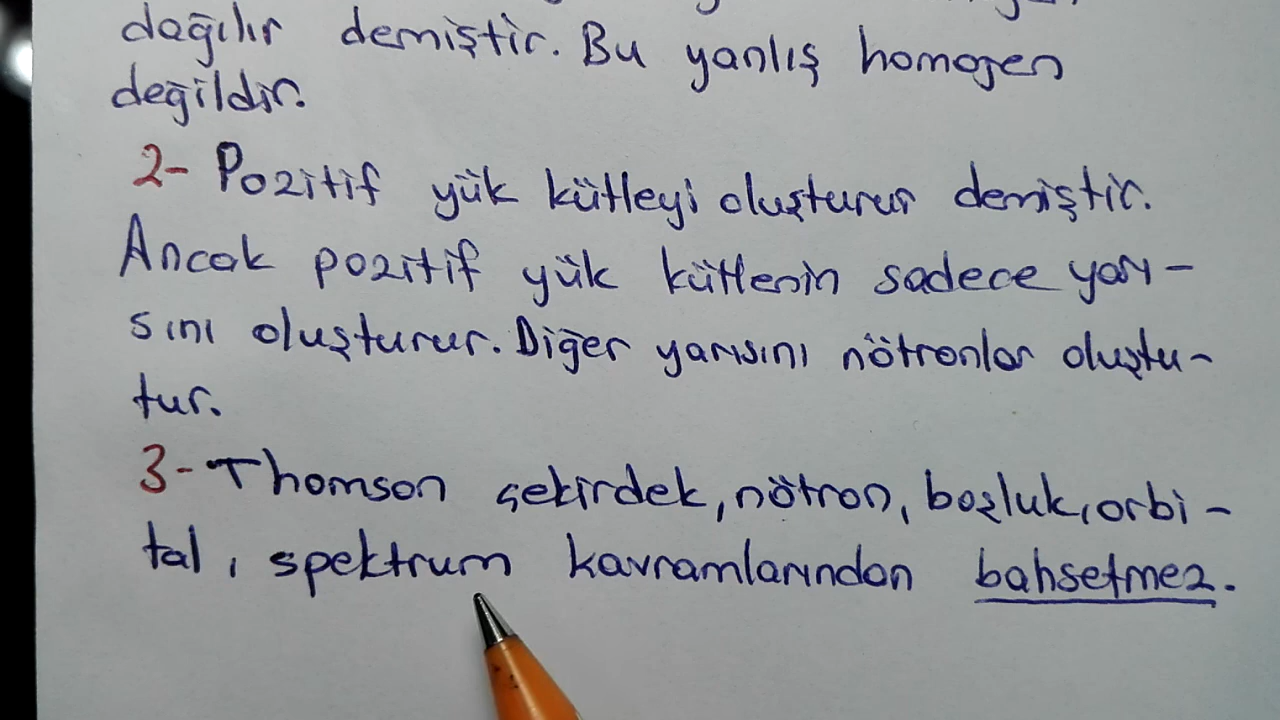 dağılır demiştir. Bu yanlış homojen
değildir.
2- Pozitif yük kütleyi oluşturur demiştir.
Ancak pozitif yük kütlenin sadece yarı-
sını oluşturur. Diğer yarısını nötronlar oluştu-
tur.
3- Thomson çekirdek, nötron, boşluk, orbi-
tal, spektrum kavramlarından bahsetmez.